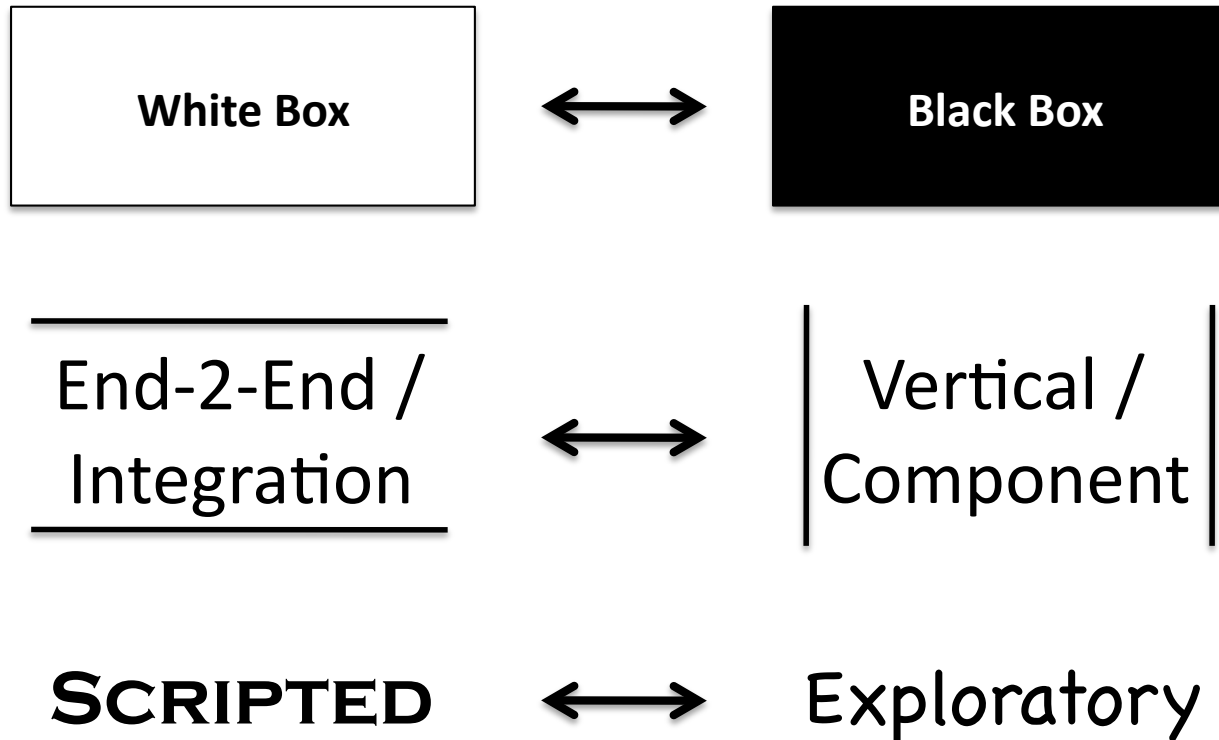 White Box
Black Box
End-2-End /
Integration
Vertical /
Component
SCRIPTED
Exploratory